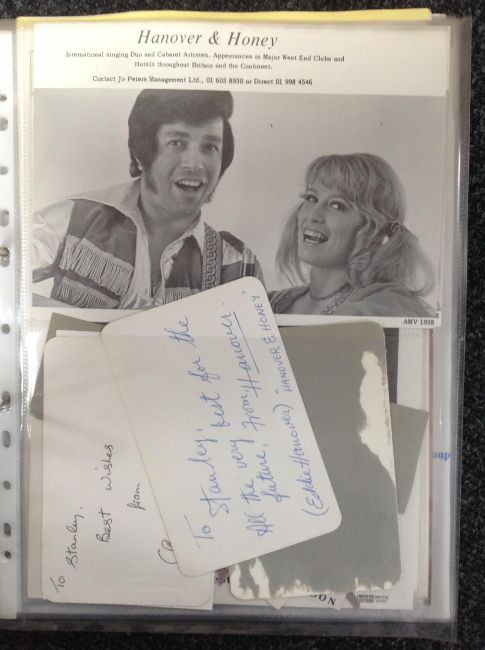 Hanover & Honey
International singing Duo and Cabaret Artistes. Appearances in Major West End Clubs and
Hotels throughout Britain and the Continent.
Contact Jo Peters Management Ltd., 01 603 8930 or Direct 01 998 4546
AMV 1938
To Stanley,
All the very best for the
future, from Hanover.
(Eddie Hanover) "HANOVER & HONEY"
To Stanley,
Best wishes
from